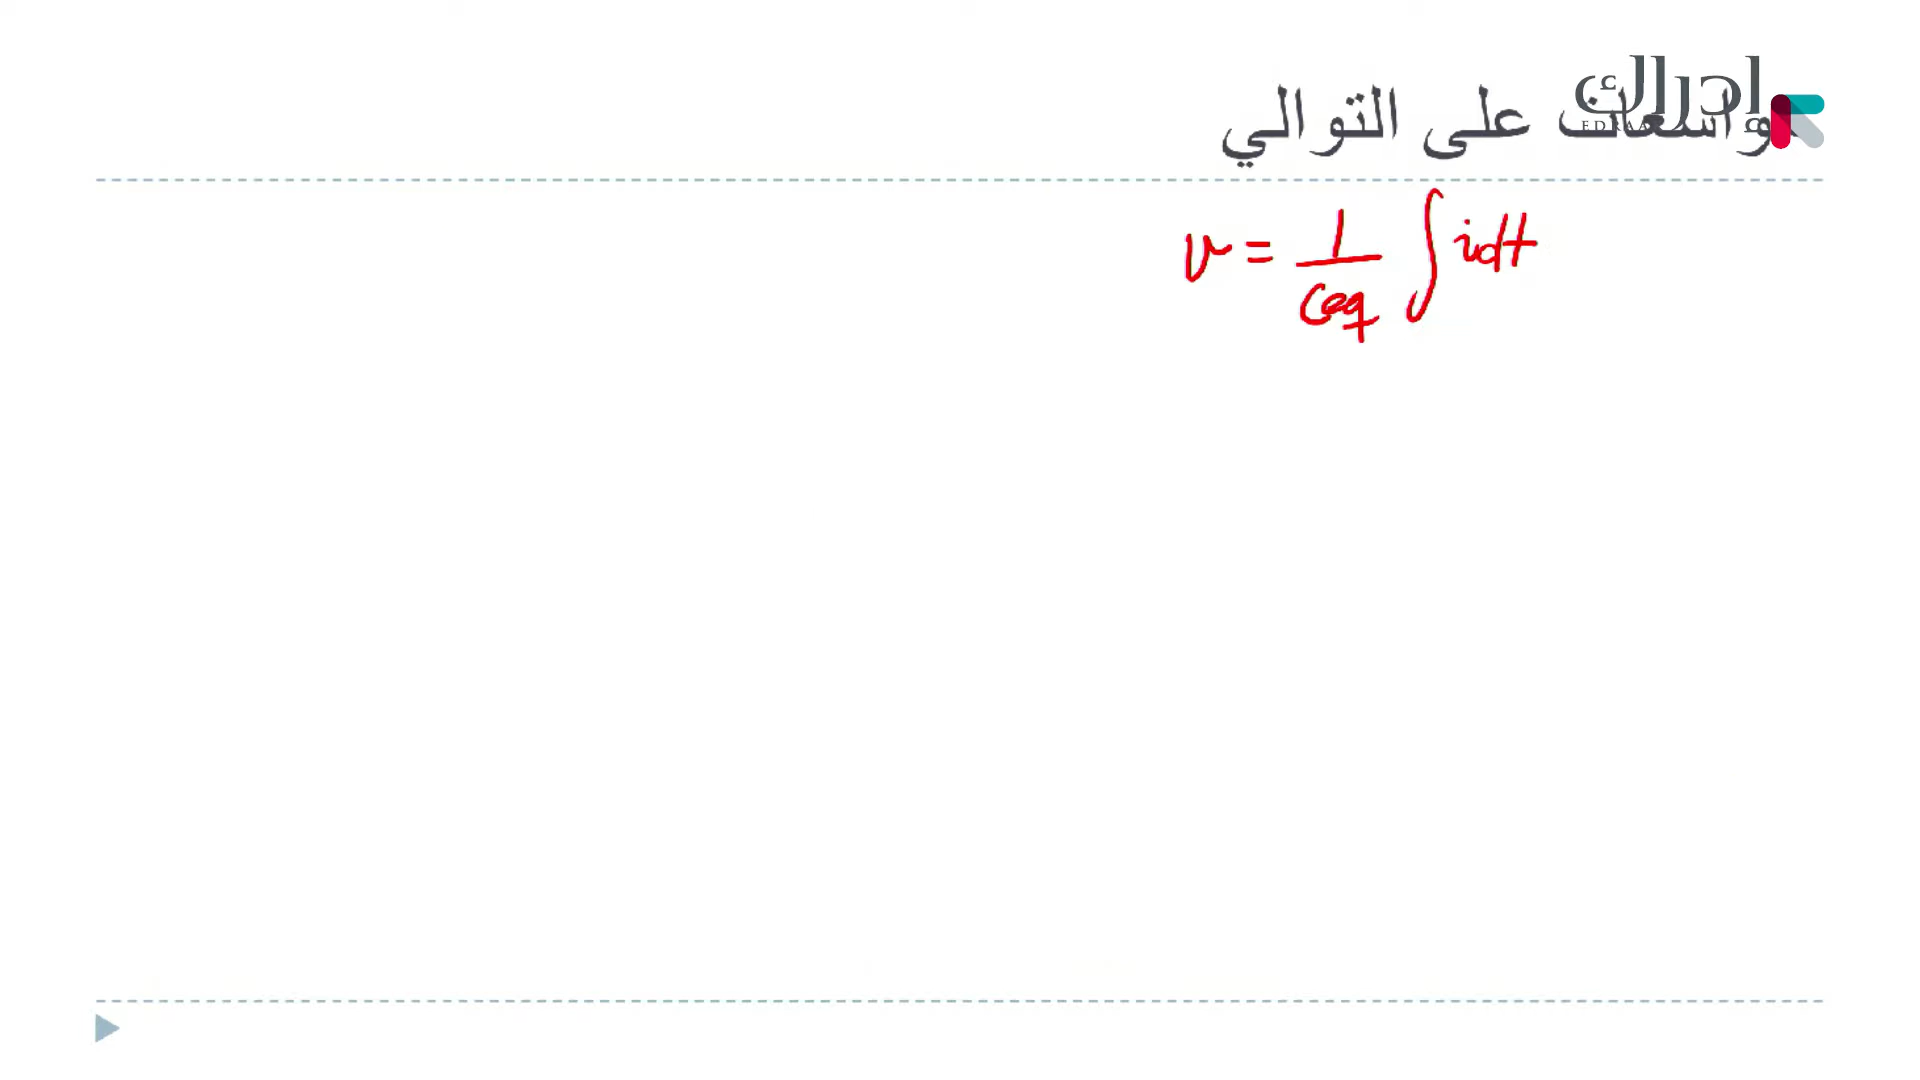 إدراك
EDRAAK
مواسعات على التوالي
v = 1/Ceq ∫ idt